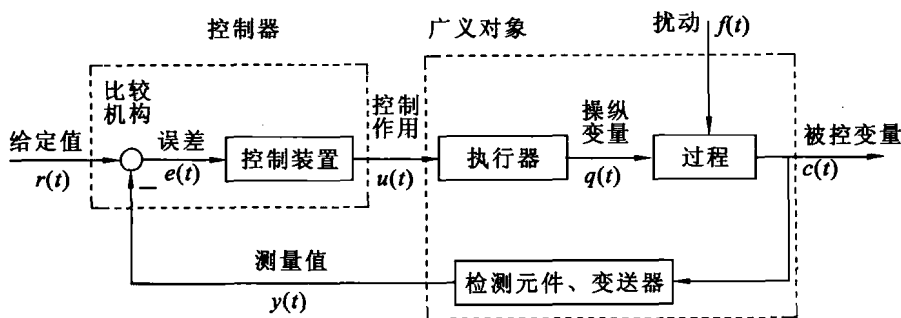 控制器
广义对象
扰动 f(t)
比较
机构
给定值
r(t)
误差
e(t)
控制装置
控制
作用
u(t)
执行器
操纵
变量
q(t)
过程
被控变量
c(t)
测量值
y(t)
检测元件、变送器